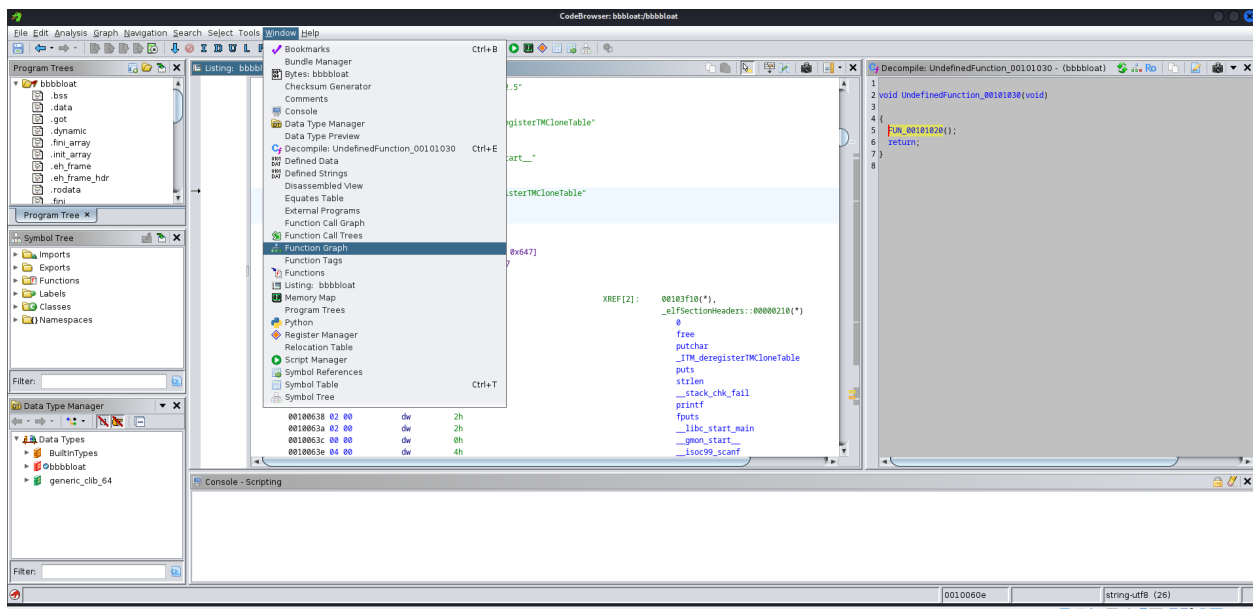 CodeBrowser: bbbloat:/bbbbloat
File Edit Analysis Graph Navigation Search Select Tools Window Help
I D U L F
Program Trees
bbbbloat
.bss
.data
.got
.dynamic
.fini_array
.init_array
.eh_frame
.eh_frame_hdr
.rodata
.fini
Program Tree ×
Symbol Tree
Imports
Exports
Functions
Labels
Classes
Namespaces
Filter:
Data Type Manager
Data Types
BuiltInTypes
bbbbloat
generic_clib_64
Filter:
Listing: bbbbl
Bookmarks Ctrl+B
Bundle Manager
Bytes: bbbbloat
Checksum Generator
Comments
Console
Data Type Manager
Data Type Preview
Decompile: UndefinedFunction_00101030 Ctrl+E
Defined Data
Defined Strings
Disassembled View
Equates Table
External Programs
Function Call Graph
Function Call Trees
Function Graph
Function Tags
Functions
Listing: bbbbloat
Memory Map
Program Trees
Python
Register Manager
Relocation Table
Script Manager
Symbol References
Symbol Table Ctrl+T
Symbol Tree
2.5"
egisterTMCloneTable"
tart__"
isterTMCloneTable"
0x647]
7
XREF[2]: 00103f10(*),
_elfSectionHeaders::00000210(*)
0
free
putchar
_ITM_deregisterTMCloneTable
puts
strlen
__stack_chk_fail
printf
00100638 02 00 dw 2h fputs
0010063a 02 00 dw 2h __libc_start_main
0010063c 00 00 dw 0h __gmon_start__
0010063e 04 00 dw 4h __isoc99_scanf
Decompile: UndefinedFunction_00101030 - (bbbbloat)
Ro
1
2 void UndefinedFunction_00101030(void)
3
4 {
5 FUN_00101020();
6 return;
7 }
8
Console - Scripting
0010060e
string-utf8 (26)